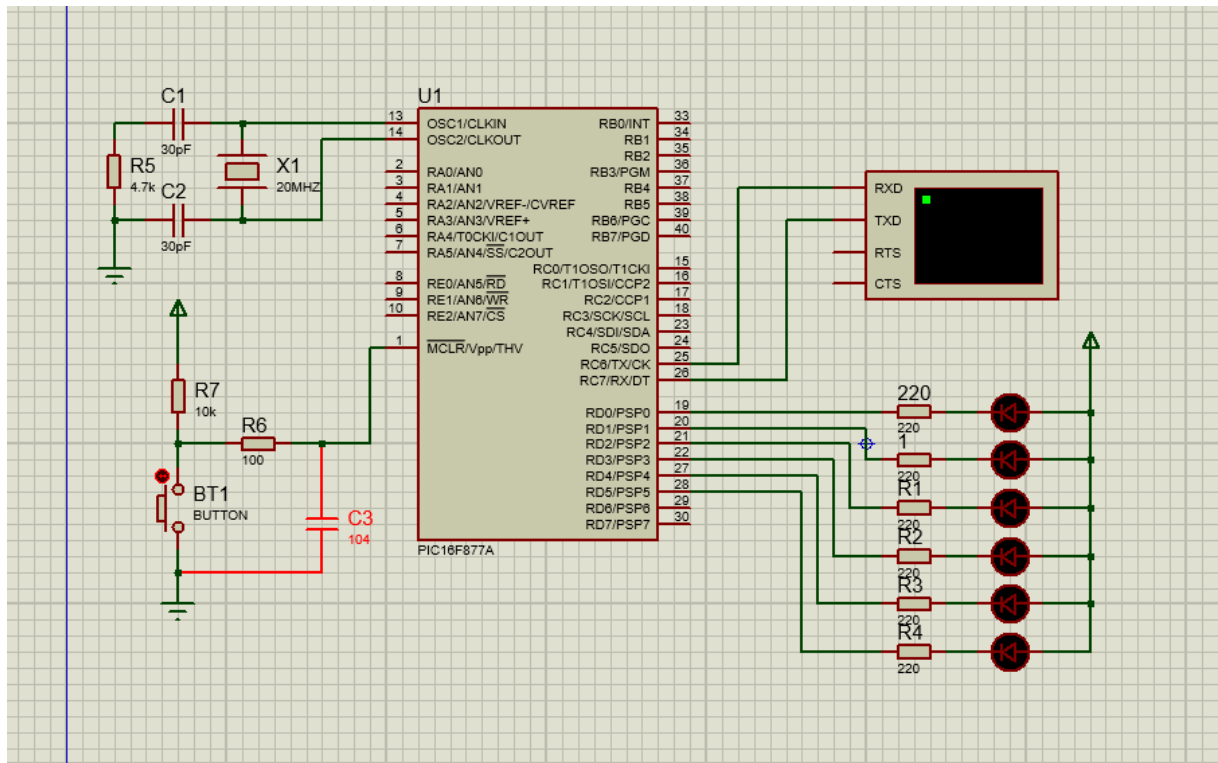 C1
30pF
R5
4.7k
C2
30pF
X1
20MHZ
R7
10k
R6
100
BT1
BUTTON
C3
104
U1
13
OSC1/CLKIN
14
OSC2/CLKOUT
2
RA0/AN0
3
RA1/AN1
4
RA2/AN2/VREF-/CVREF
5
RA3/AN3/VREF+
6
RA4/T0CKI/C1OUT
7
RA5/AN4/SS/C2OUT
8
RE0/AN5/RD
9
RE1/AN6/WR
10
RE2/AN7/CS
1
MCLR/Vpp/THV
RB0/INT
33
RB1
34
RB2
35
RB3/PGM
36
RB4
37
RB5
38
RB6/PGC
39
RB7/PGD
40
RC0/T1OSO/T1CKI
15
RC1/T1OSI/CCP2
16
RC2/CCP1
17
RC3/SCK/SCL
18
RC4/SDI/SDA
23
RC5/SDO
24
RC6/TX/CK
25
RC7/RX/DT
26
RD0/PSP0
19
RD1/PSP1
20
RD2/PSP2
21
RD3/PSP3
22
RD4/PSP4
27
RD5/PSP5
28
RD6/PSP6
29
RD7/PSP7
30
PIC16F877A
RXD
TXD
RTS
CTS
220
220
1
220
R1
220
R2
220
R3
220
R4
220